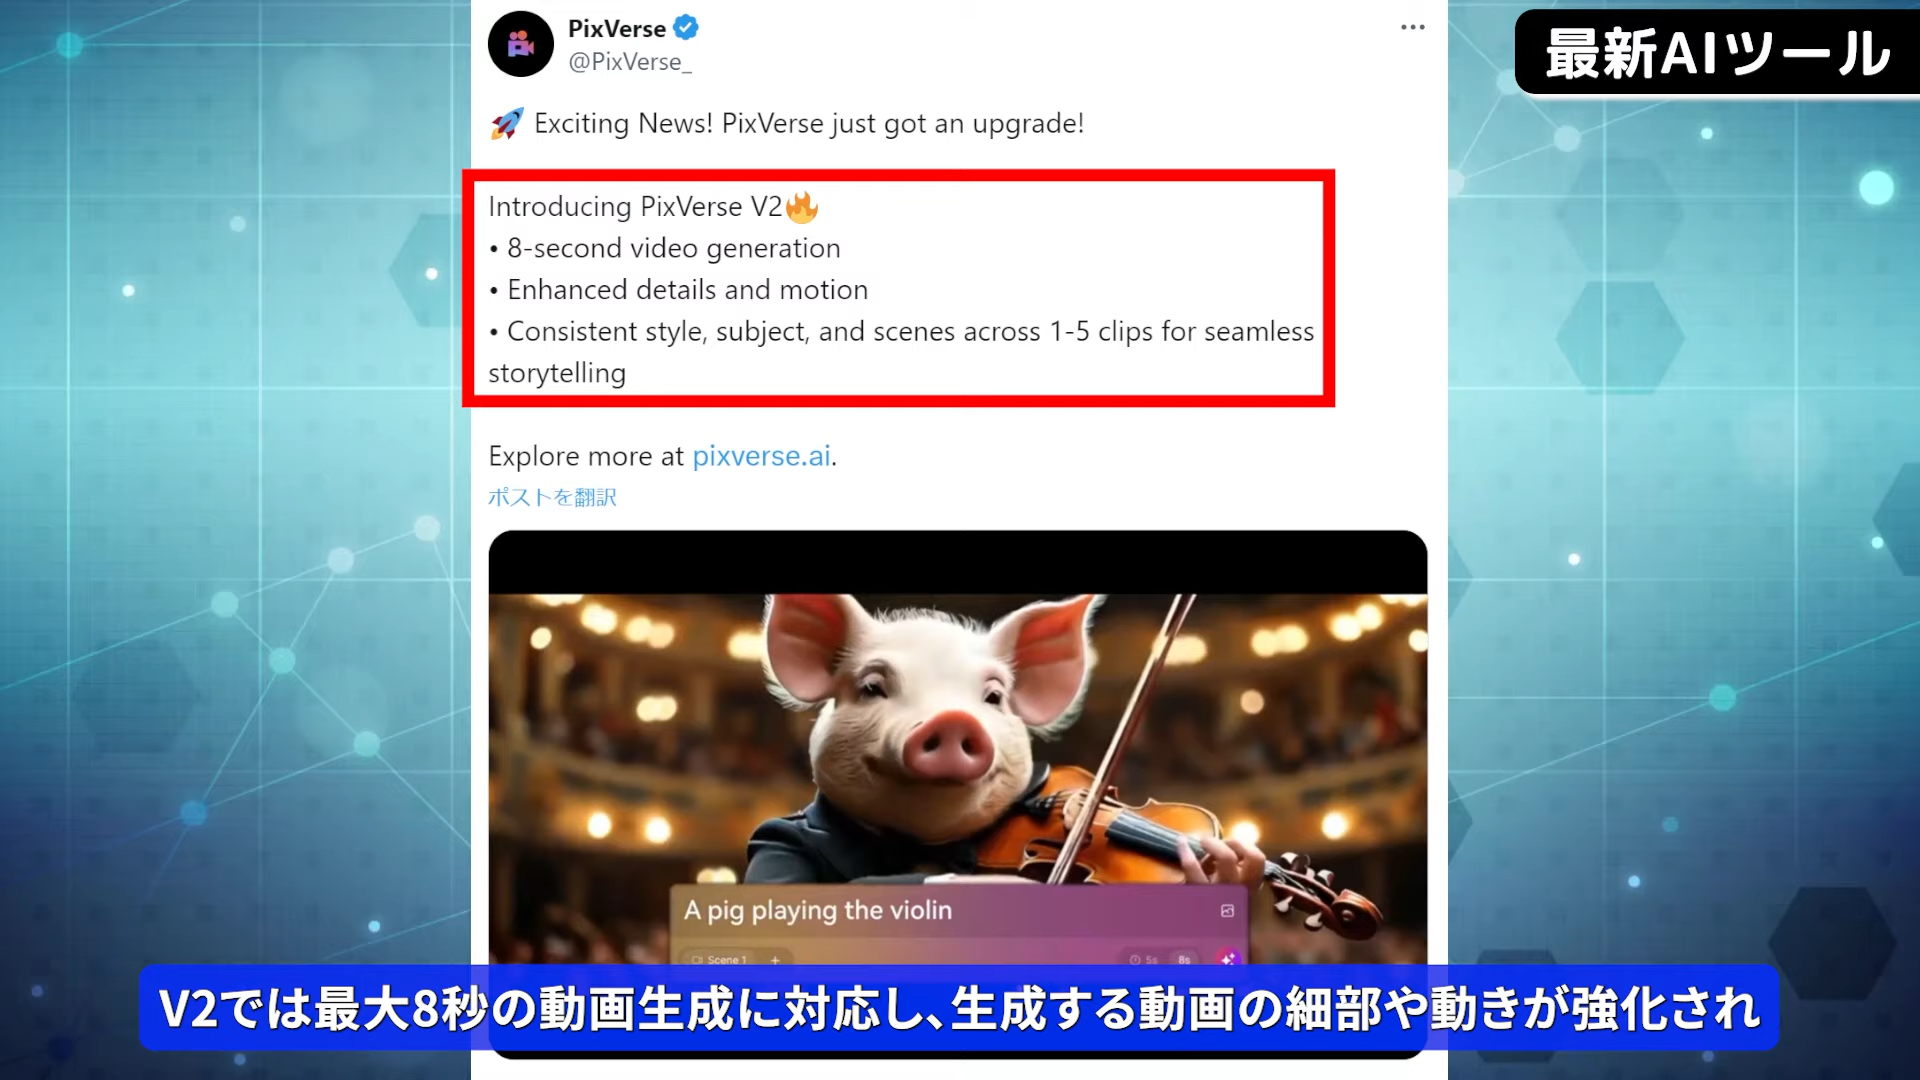 PixVerse
@PixVerse_
最新AIツール
🚀 Exciting News! PixVerse just got an upgrade!
Introducing PixVerse V2🔥
• 8-second video generation
• Enhanced details and motion
• Consistent style, subject, and scenes across 1-5 clips for seamless
storytelling
Explore more at pixverse.ai.
ポストを翻訳
A pig playing the violin
Scene 1 +
5s 8s
V2では最大8秒の動画生成に対応し、生成する動画の細部や動きが強化され